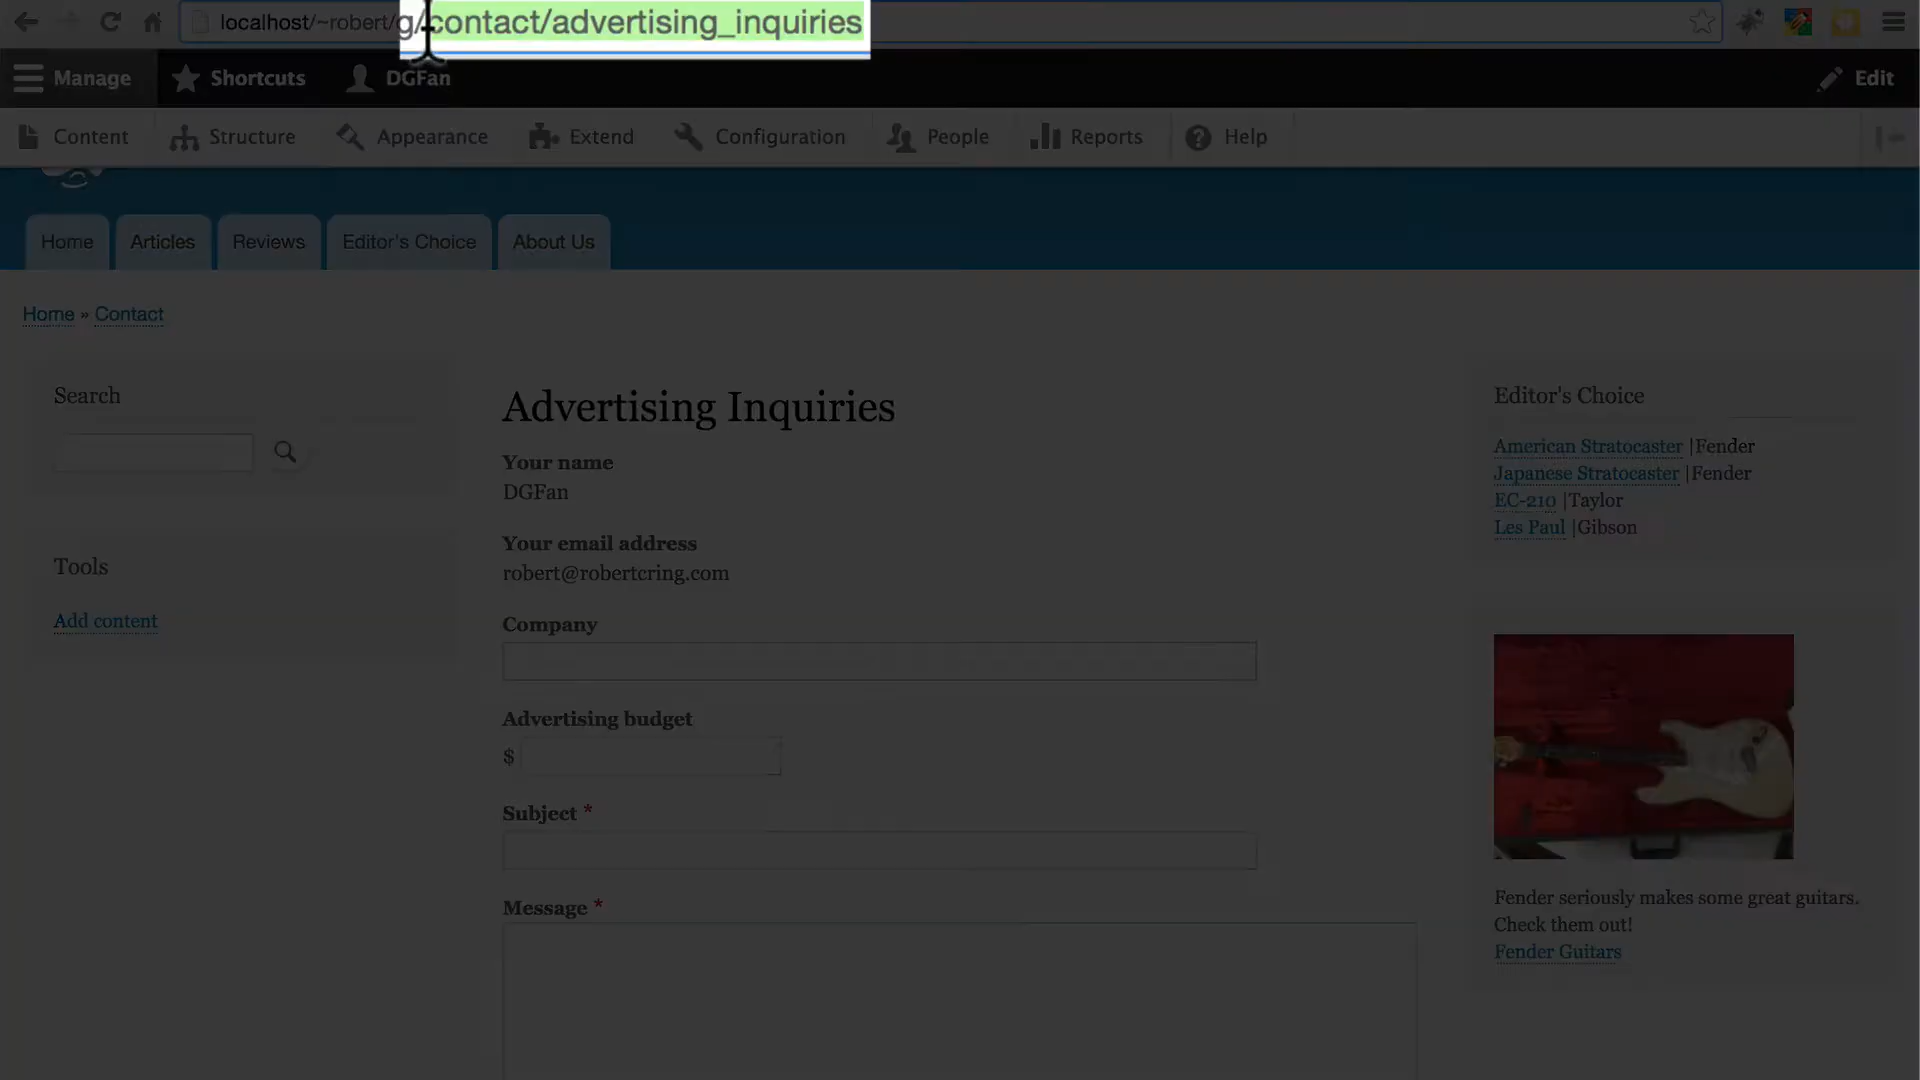 localhost/~robert/g/contact/advertising_inquiries
Manage Shortcuts DGFan Edit
Content Structure Appearance Extend Configuration People Reports Help
Home Articles Reviews Editor's Choice About Us
Home » Contact
Search
Tools
Add content
Advertising Inquiries
Your name
DGFan
Your email address
robert@robertcring.com
Company
Advertising budget
$
Subject *
Message *
Editor's Choice
American Stratocaster |Fender
Japanese Stratocaster |Fender
EC-210 |Taylor
Les Paul |Gibson
Fender seriously makes some great guitars.
Check them out!
Fender Guitars